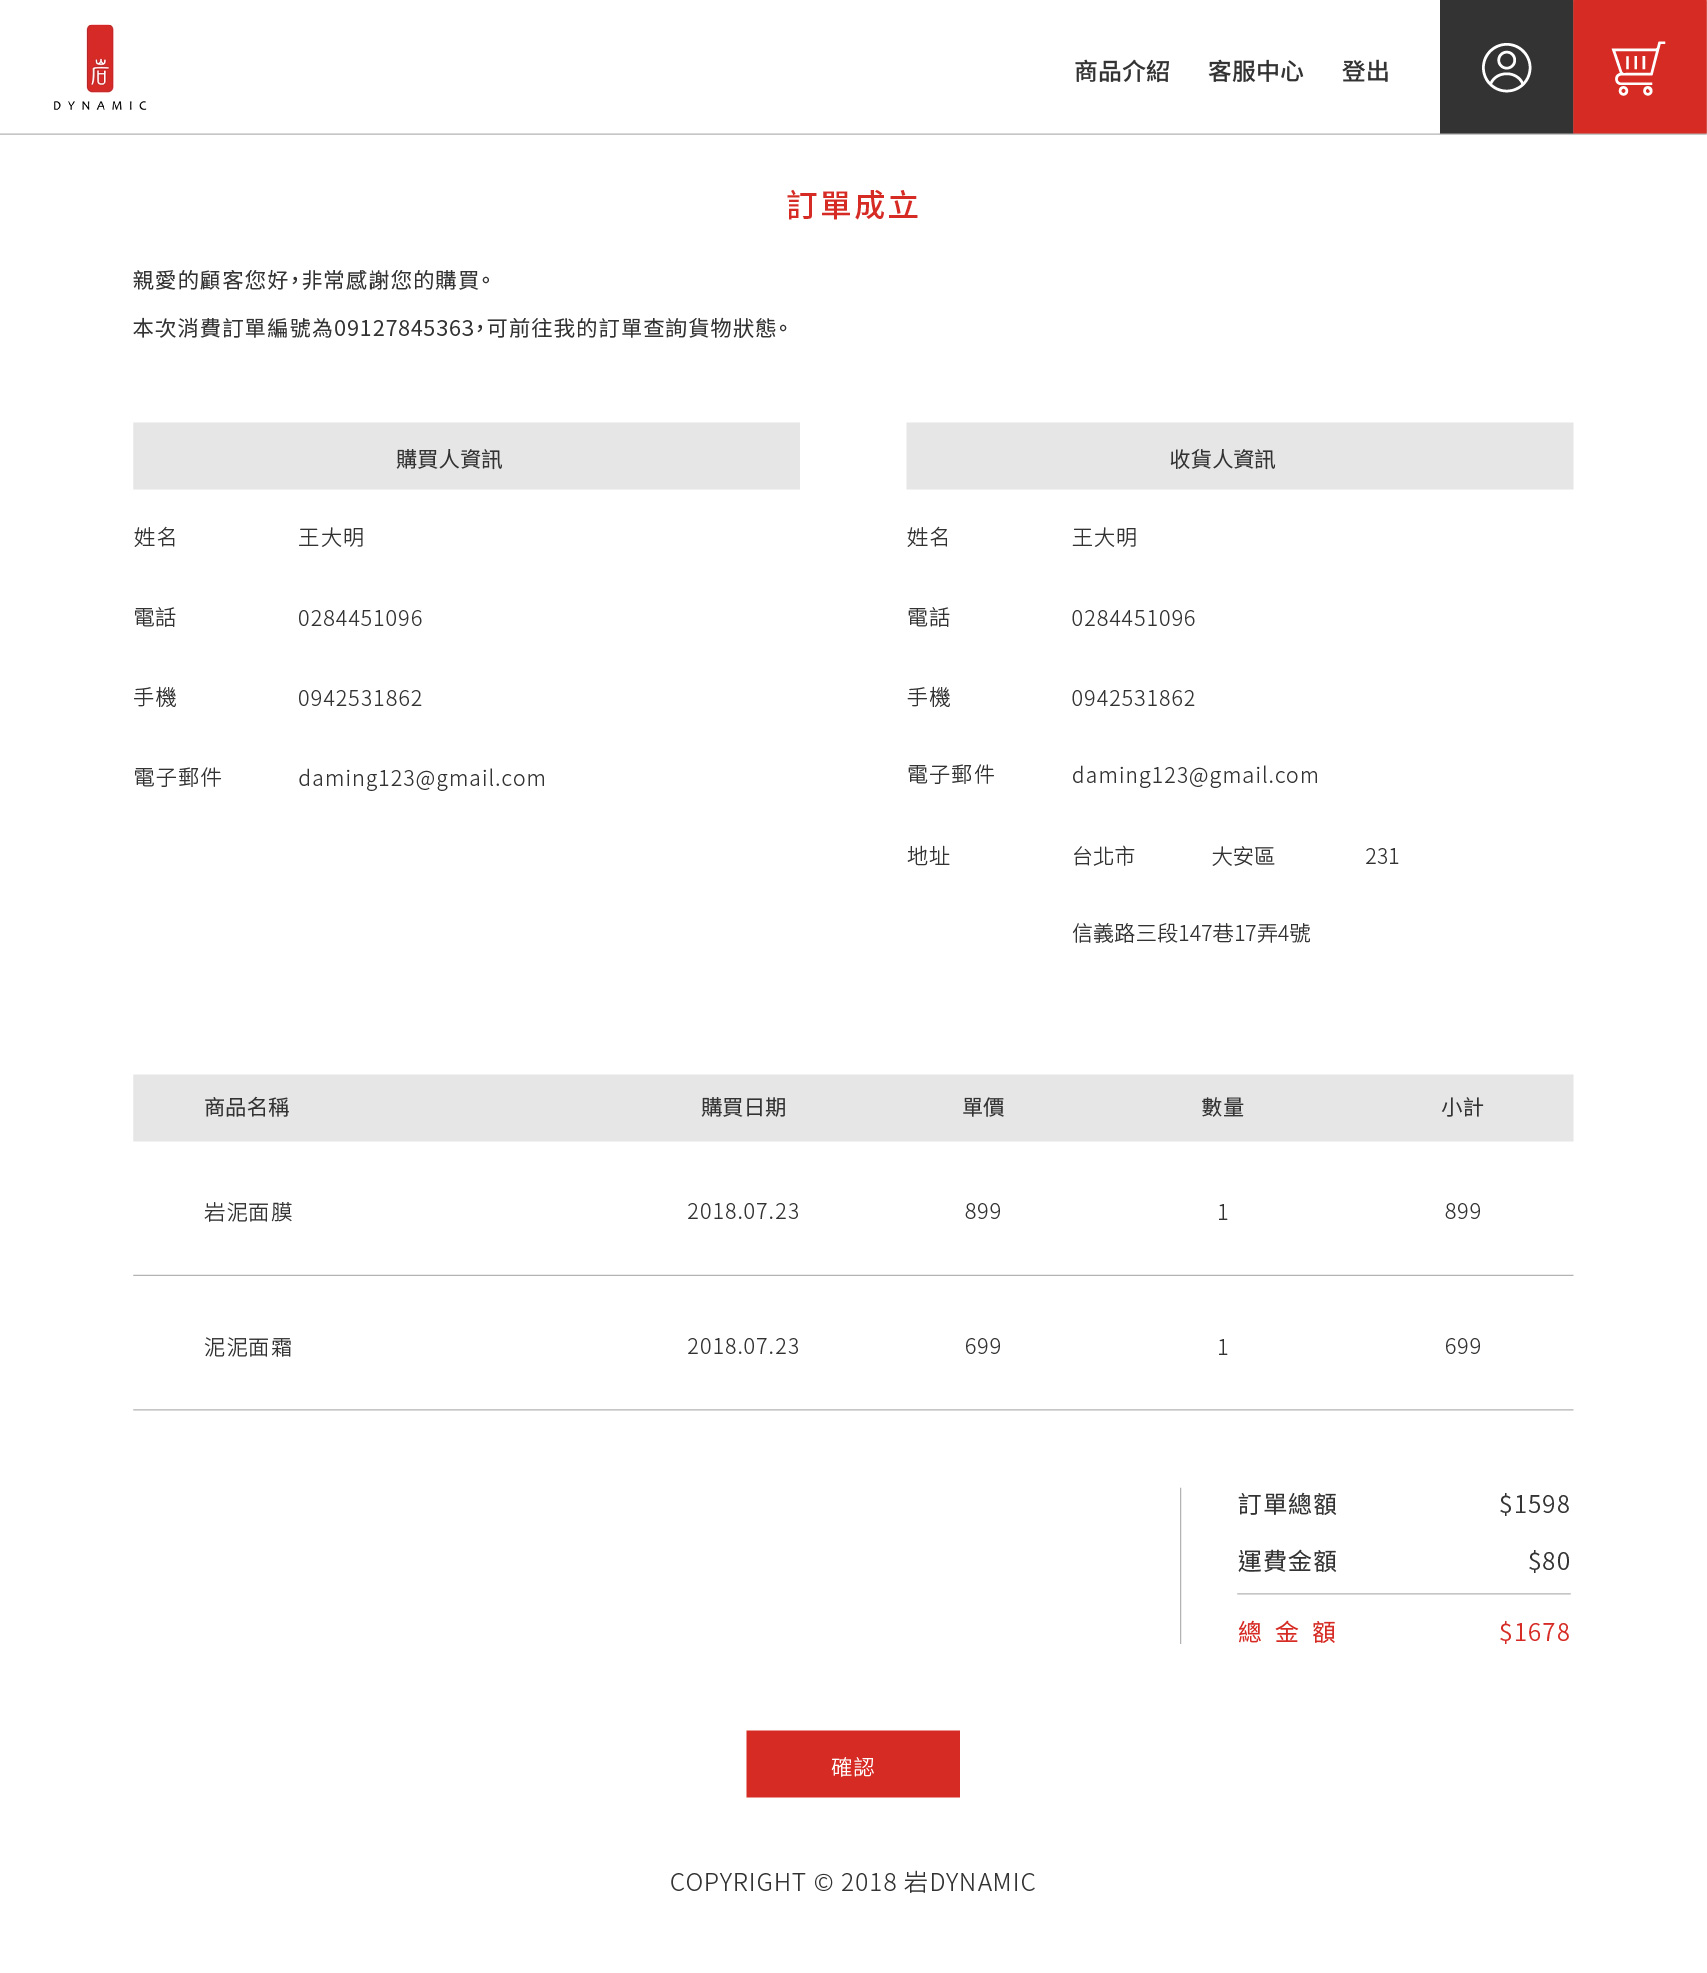 岩
DYNAMIC
商品介紹 客服中心 登出
訂單成立
親愛的顧客您好，非常感謝您的購買。
本次消費訂單編號為09127845363，可前往我的訂單查詢貨物狀態。
購買人資訊
姓名 王大明
電話 0284451096
手機 0942531862
電子郵件 daming123@gmail.com
收貨人資訊
姓名 王大明
電話 0284451096
手機 0942531862
電子郵件 daming123@gmail.com
地址 台北市 大安區 231
信義路三段147巷17弄4號
商品名稱 購買日期 單價 數量 小計
岩泥面膜 2018.07.23 899 1 899
泥泥面霜 2018.07.23 699 1 699
訂單總額 $1598
運費金額 $80
總金額 $1678
確認
COPYRIGHT © 2018 岩DYNAMIC